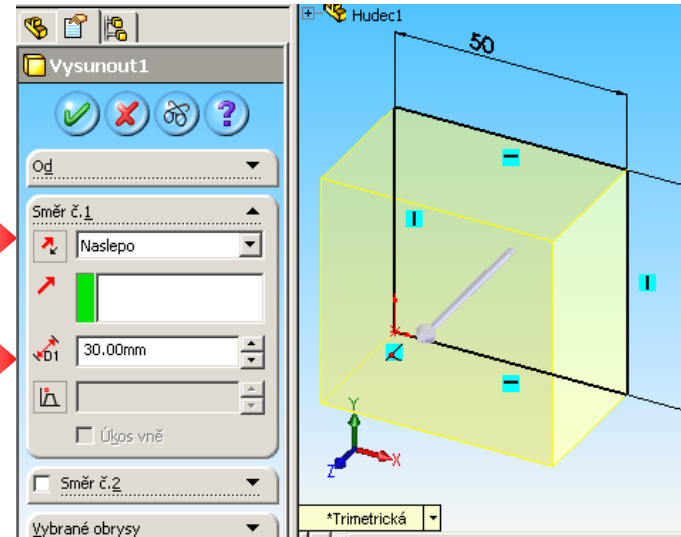 Vysunout1
?
Od
Směr č.1
Naslepo
D1
30.00mm
Úkos vně
Směr č.2
Vybrané obrysy
Hudec1
50
Y
X
Z
*Trimetrická